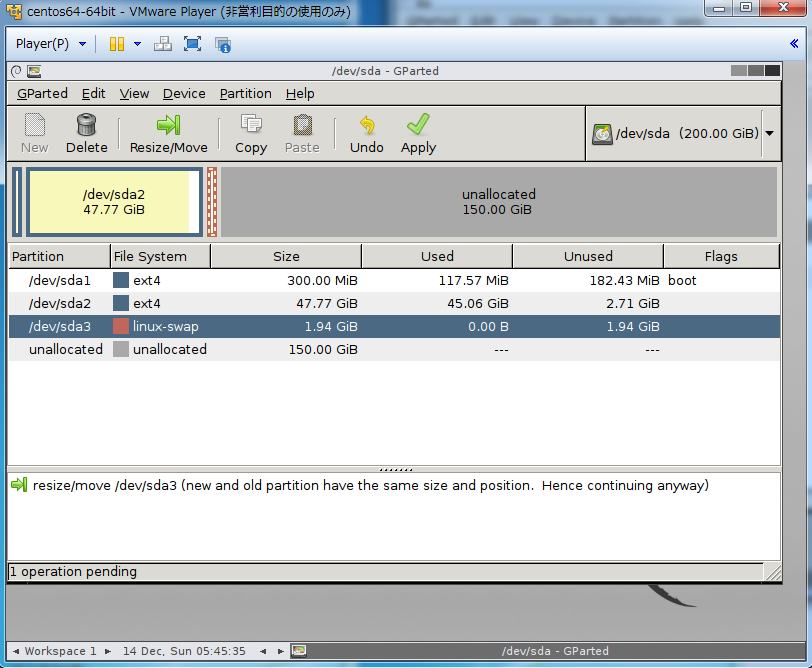 centos64-64bit - VMware Player (非営利目的の使用のみ)
Player(P)
/dev/sda - GParted
GParted Edit View Device Partition Help
New Delete Resize/Move Copy Paste Undo Apply /dev/sda (200.00 GiB)
/dev/sda2
47.77 GiB
unallocated
150.00 GiB
Partition File System Size Used Unused Flags
/dev/sda1 ext4 300.00 MiB 117.57 MiB 182.43 MiB boot
/dev/sda2 ext4 47.77 GiB 45.06 GiB 2.71 GiB
/dev/sda3 linux-swap 1.94 GiB 0.00 B 1.94 GiB
unallocated unallocated 150.00 GiB --- ---
resize/move /dev/sda3 (new and old partition have the same size and position.  Hence continuing anyway)
1 operation pending
Workspace 1 14 Dec, Sun 05:45:35 /dev/sda - GParted